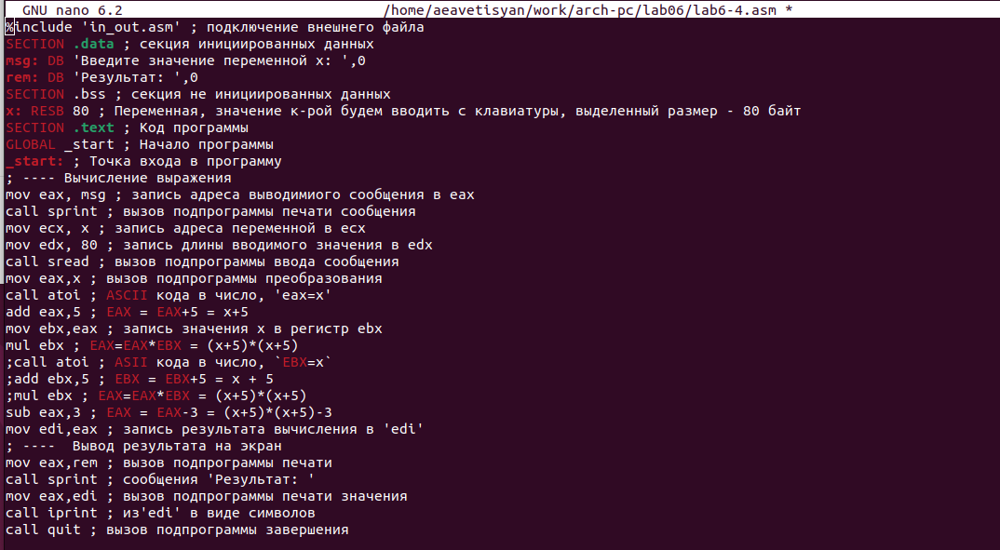 GNU nano 6.2 /home/aeavetisyan/work/arch-pc/lab06/lab6-4.asm *
%include 'in_out.asm' ; подключение внешнего файла
SECTION .data ; секция инициированных данных
msg: DB 'Введите значение переменной х: ',0
rem: DB 'Результат: ',0
SECTION .bss ; секция не инициированных данных
x: RESB 80 ; Переменная, значение к-рой будем вводить с клавиатуры, выделенный размер - 80 байт
SECTION .text ; Код программы
GLOBAL _start ; Начало программы
_start: ; Точка входа в программу
; ---- Вычисление выражения
mov eax, msg ; запись адреса выводимиого сообщения в eax
call sprint ; вызов подпрограммы печати сообщения
mov ecx, x ; запись адреса переменной в ecx
mov edx, 80 ; запись длины вводимого значения в edx
call sread ; вызов подпрограммы ввода сообщения
mov eax,x ; вызов подпрограммы преобразования
call atoi ; ASCII кода в число, 'eax=x'
add eax,5 ; EAX = EAX+5 = x+5
mov ebx,eax ; запись значения x в регистр ebx
mul ebx ; EAX=EAX*EBX = (x+5)*(x+5)
;call atoi ; ASII кода в число, `EBX=x`
;add ebx,5 ; EBX = EBX+5 = x + 5
;mul ebx ; EAX=EAX*EBX = (x+5)*(x+5)
sub eax,3 ; EAX = EAX-3 = (x+5)*(x+5)-3
mov edi,eax ; запись результата вычисления в 'edi'
; ----  Вывод результата на экран
mov eax,rem ; вызов подпрограммы печати
call sprint ; сообщения 'Результат: '
mov eax,edi ; вызов подпрограммы печати значения
call iprint ; из'edi' в виде символов
call quit ; вызов подпрограммы завершения